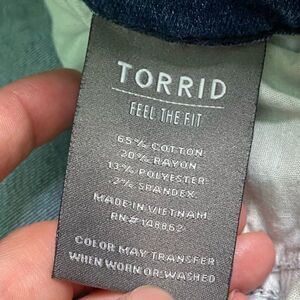 TORRID
FEEL THE FIT
65% COTTON
20% RAYON
13% POLYESTER
2% SPANDEX
MADE IN VIETNAM
RN# 148862
COLOR MAY TRANSFER
WHEN WORN OR WASHED